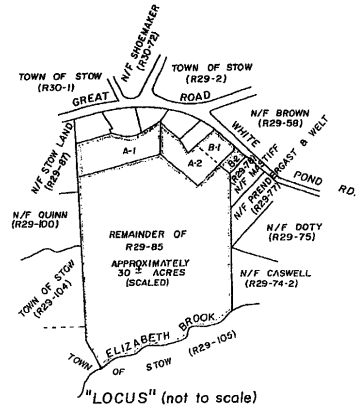 N/F SHOEMAKER
(R30-72)
TOWN OF STOW
(R30-1)
TOWN OF STOW
(R29-2)
GREAT ROAD
N/F BROWN
(R29-58)
WHITE POND RD.
N/F STOW LAND
(R29-87)
A-1
A-2
B-1
B-2
(R29-78)
N/F MASTIFF
N/F PRENDERGAST & WELT
(R29-77)
N/F QUINN
(R29-100)
REMAINDER OF
R29-85
APPROXIMATELY
30 ± ACRES
(SCALED)
N/F DOTY
(R29-75)
N/F CASWELL
(R29-74-2)
TOWN OF STOW
(R29-104)
ELIZABETH BROOK
TOWN OF STOW (R29-105)
"LOCUS" (not to scale)